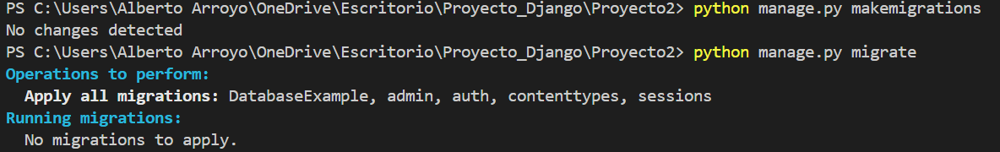 PS C:\Users\Alberto Arroyo\OneDrive\Escritorio\Proyecto_Django\Proyecto2> python manage.py makemigrations
No changes detected
PS C:\Users\Alberto Arroyo\OneDrive\Escritorio\Proyecto_Django\Proyecto2> python manage.py migrate
Operations to perform:
  Apply all migrations: DatabaseExample, admin, auth, contenttypes, sessions
Running migrations:
  No migrations to apply.